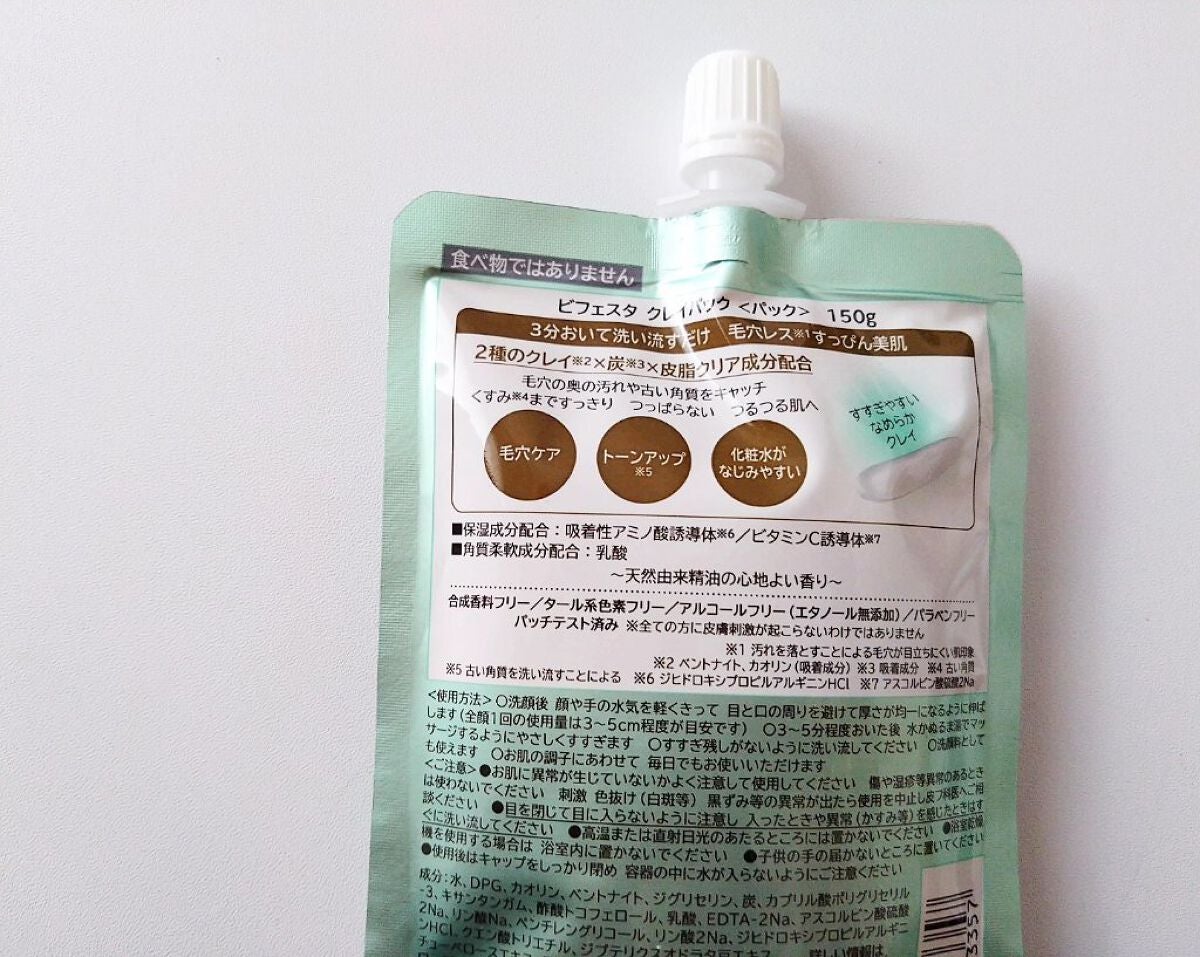 食べ物ではありません
ビフェスタ クレイパック <パック> 150g
3分おいて洗い流すだけ 毛穴レス※1すっぴん美肌
2種のクレイ※2×炭※3×皮脂クリア成分配合
毛穴の奥の汚れや古い角質をキャッチ
くすみ※4まですっきり つっぱらない つるつる肌へ
すすぎやすい
なめらか
クレイ
毛穴ケア
トーンアップ
※5
化粧水が
なじみやすい
■保湿成分配合：吸着性アミノ酸誘導体※6／ビタミンC誘導体※7
■角質柔軟成分配合：乳酸
～天然由来精油の心地よい香り～
合成香料フリー／タール系色素フリー／アルコールフリー（エタノール無添加）／パラベンフリー
パッチテスト済み ※全ての方に皮膚刺激が起こらないわけではありません
※1 汚れを落とすことによる毛穴が目立ちにくい肌印象
※2 ベントナイト、カオリン（吸着成分） ※3 吸着成分 ※4 古い角質
※5 古い角質を洗い流すことによる ※6 ジヒドロキシプロピルアルギニンHCl ※7 アスコルビン酸硫酸2Na
<使用方法> ○洗顔後 顔や手の水気を軽くきって 目と口の周りを避けて厚さが均一になるように伸ば
します（全顔1回の使用量は3～5cm程度が目安です） ○3～5分程度おいた後 水かぬるま湯でマッ
サージするようにやさしくすすぎます ○すすぎ残しがないように洗い流してください ○洗顔料として
も使えます ○お肌の調子にあわせて 毎日でもお使いいただけます
<ご注意> ●お肌に異常が生じていないかよく注意して使用してください 傷や湿疹等異常のあるとき
は使わないでください 刺激 色抜け（白斑等） 黒ずみ等の異常が出たら使用を中止し皮フ科医へご相
談ください ●目を閉じて目に入らないように注意し 入ったときや異常（かすみ等）を感じたときはす
ぐに洗い流してください ●高温または直射日光のあたるところには置かないでください ●浴室乾燥
機を使用する場合は 浴室内に置かないでください ●子供の手の届かないところに置いてください
●使用後はキャップをしっかり閉め 容器の中に水が入らないようにご注意ください
成分：水、DPG、カオリン、ベントナイト、ジグリセリン、炭、カプリル酸ポリグリセリル
-3、キサンタンガム、酢酸トコフェロール、乳酸、EDTA-2Na、アスコルビン酸硫酸
2Na、リン酸Na、ペンチレングリコール、リン酸2Na、ジヒドロキシプロピルアルギニ
ンHCl、クエン酸トリエチル、ジプテリクスオドラタ豆エキス
チューベロースエキス 詳しい情報は、
3357